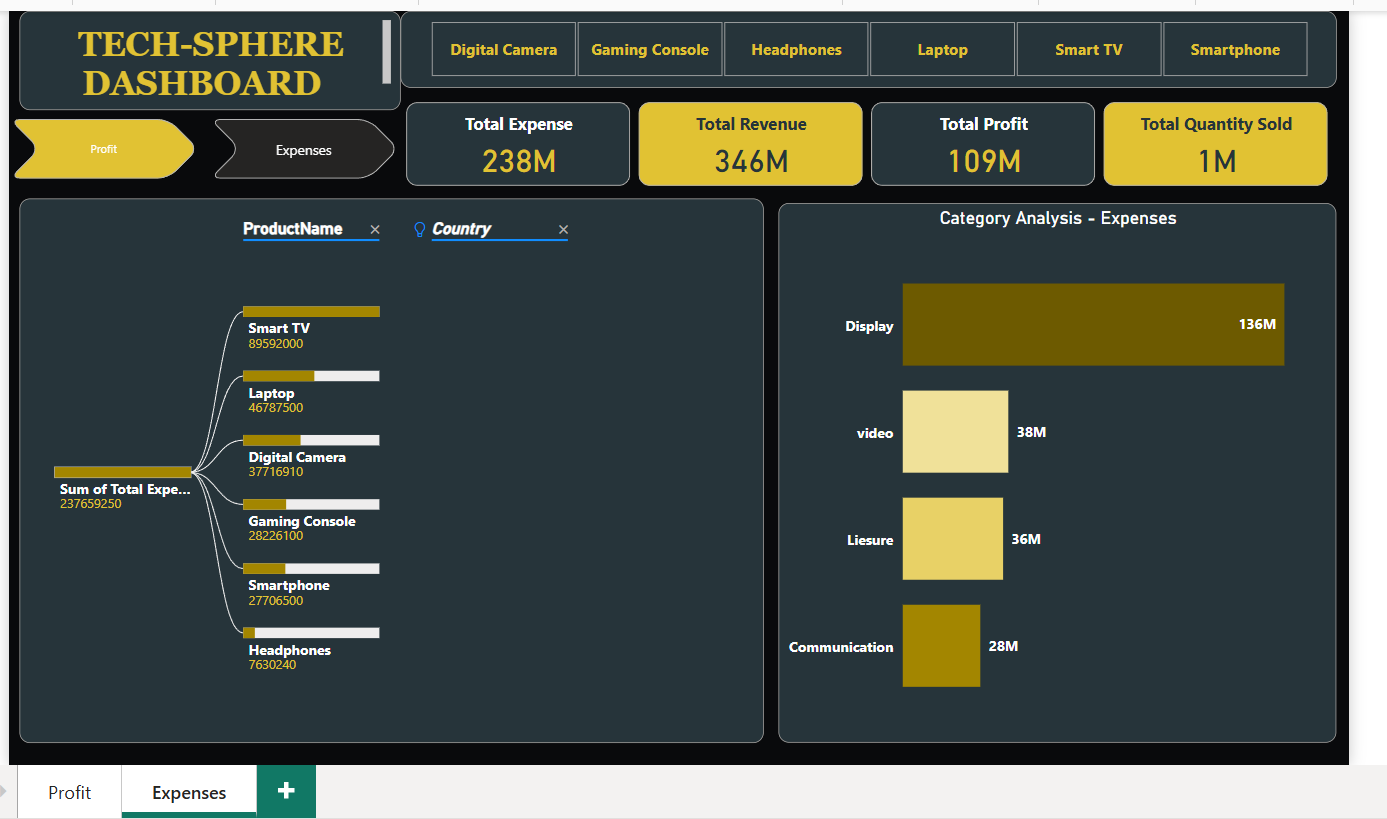 TECH-SPHERE
DASHBOARD
Digital Camera
Gaming Console
Headphones
Laptop
Smart TV
Smartphone
Profit
Expenses
Total Expense
238M
Total Revenue
346M
Total Profit
109M
Total Quantity Sold
1M
ProductName
Country
Sum of Total Expe...
237659250
Smart TV
89592000
Laptop
46787500
Digital Camera
37716910
Gaming Console
28226100
Smartphone
27706500
Headphones
7630240
Category Analysis - Expenses
Display
136M
video
38M
Liesure
36M
Communication
28M
Profit
Expenses